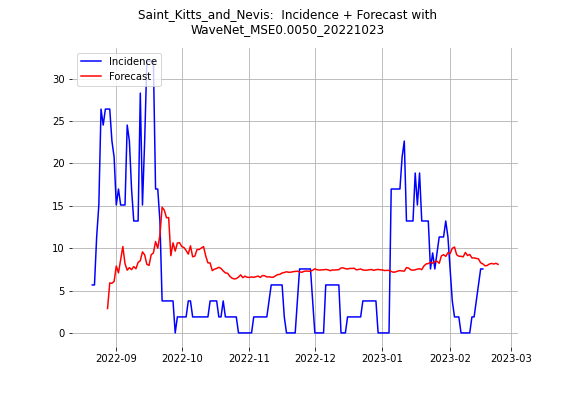 Saint_Kitts_and_Nevis:  Incidence + Forecast with
WaveNet_MSE0.0050_20221023
Incidence
Forecast
30
25
20
15
10
5
0
2022-09 2022-10 2022-11 2022-12 2023-01 2023-02 2023-03